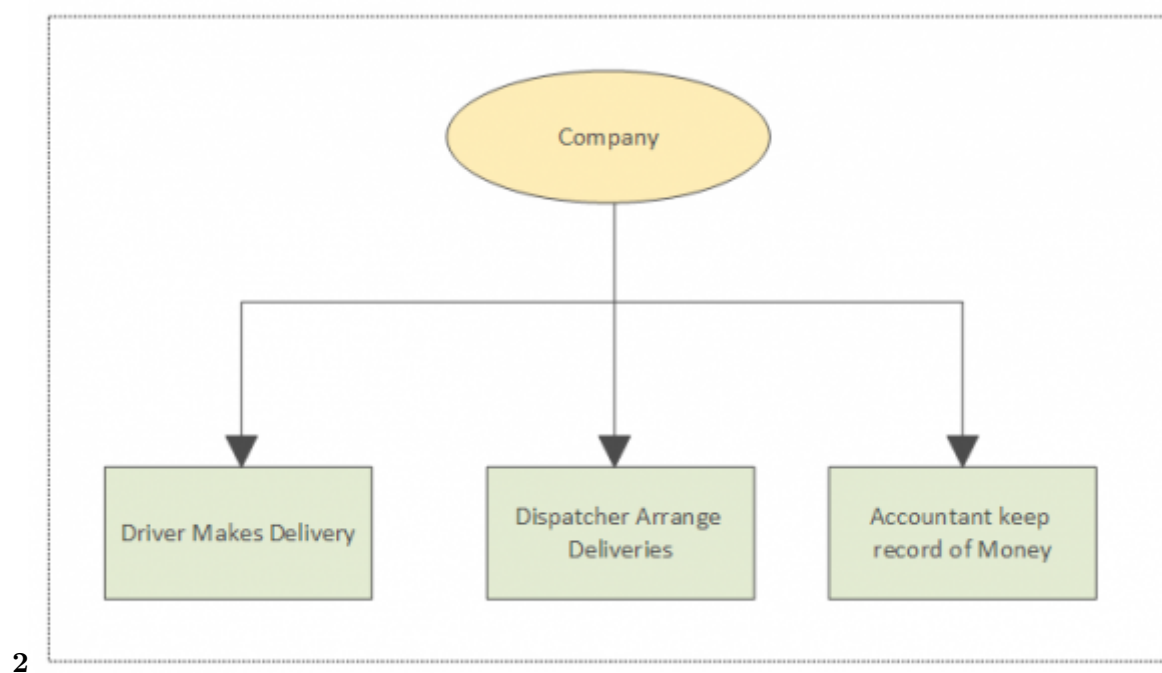 Company
Driver Makes Delivery
Dispatcher Arrange
Deliveries
Accountant keep
record of Money
2